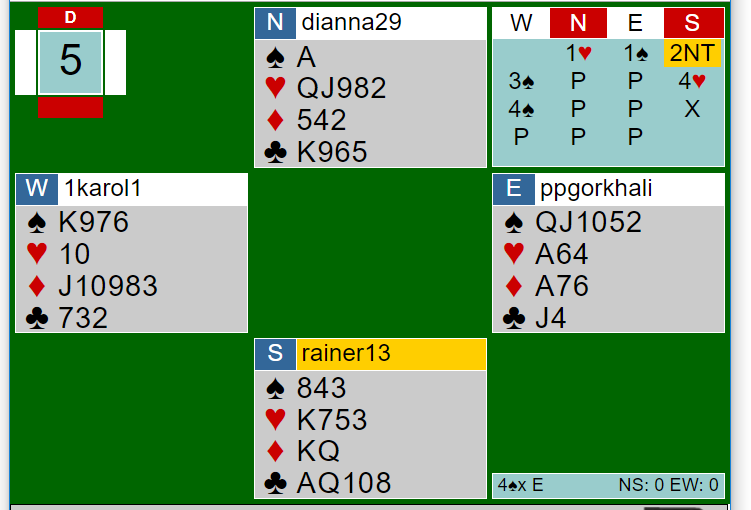 D
5
N dianna29
♠ A
♥ QJ982
♦ 542
♣ K965
W N E S
1♥ 1♠ 2NT
3♠ P P 4♥
4♠ P P X
P P P
W 1karol1
♠ K976
♥ 10
♦ J10983
♣ 732
E ppgorkhali
♠ QJ1052
♥ A64
♦ A76
♣ J4
S rainer13
♠ 843
♥ K753
♦ KQ
♣ AQ108
4♠x E NS: 0 EW: 0